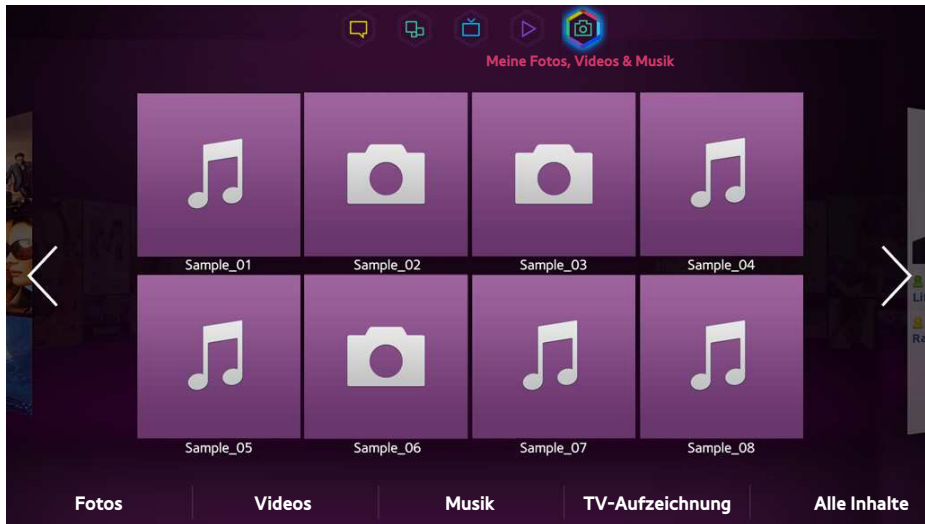 Meine Fotos, Videos & Musik
Sample_01 Sample_02 Sample_03 Sample_04
Sample_05 Sample_06 Sample_07 Sample_08
Fotos Videos Musik TV-Aufzeichnung Alle Inhalte